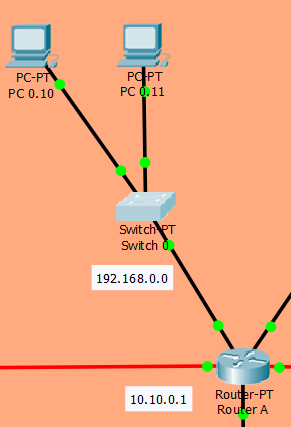 PC-PT
PC 0.10
PC-PT
PC 0.11
Switch-PT
Switch 0
192.168.0.0
Router-PT
Router A
10.10.0.1